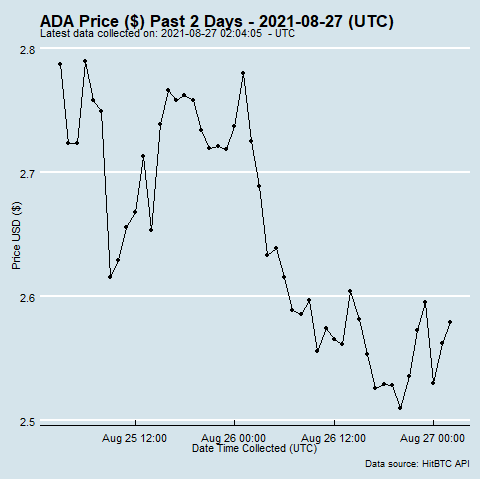 ADA Price ($) Past 2 Days - 2021-08-27 (UTC)
Latest data collected on: 2021-08-27 02:04:05 - UTC
2.8
2.7
2.6
2.5
Price USD ($)
Aug 25 12:00
Aug 26 00:00
Aug 26 12:00
Aug 27 00:00
Date Time Collected (UTC)
Data source: HitBTC API